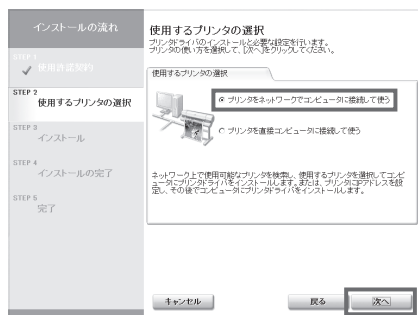 インストールの流れ
STEP 1
使用許諾契約
STEP 2
使用するプリンタの選択
STEP 3
インストール
STEP 4
インストールの完了
STEP 5
完了
使用するプリンタの選択
プリンタドライバのインストールと必要な設定を行います。
プリンタの使い方を選択して、[次へ]をクリックしてください。
使用するプリンタの選択
プリンタをネットワークでコンピュータに接続して使う
プリンタを直接コンピュータに接続して使う
ネットワーク上で使用可能なプリンタを検索し、使用するプリンタを選択してコンピ
ュータにプリンタドライバをインストールします。または、プリンタにIPアドレスを設
定し、その後でコンピュータにプリンタドライバをインストールします。
キャンセル
戻る
次へ